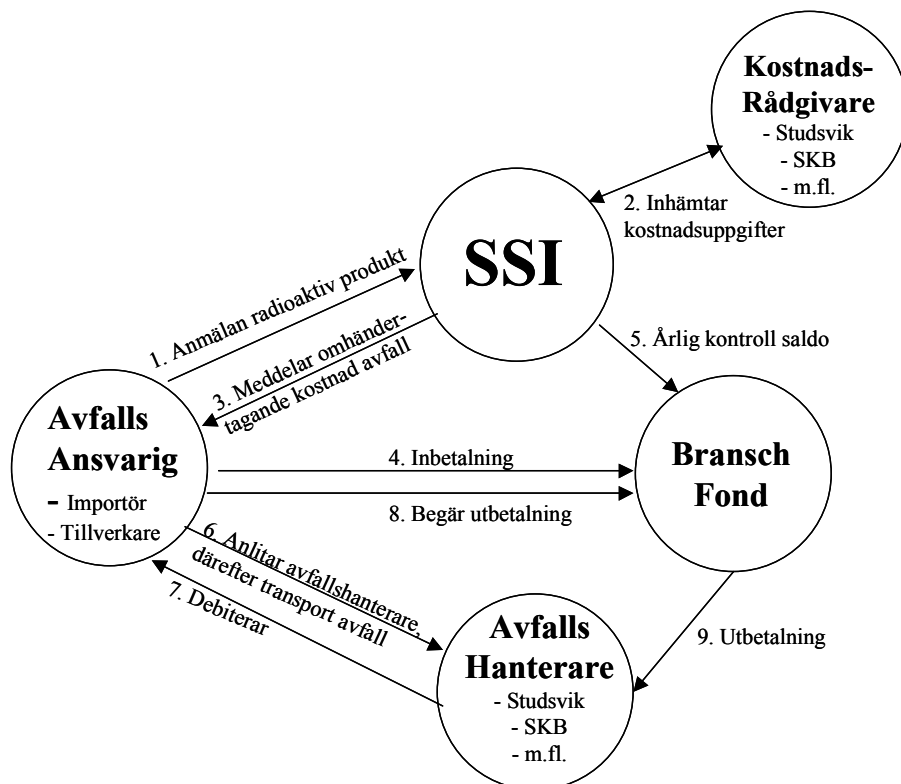 Kostnads-
Rådgivare
- Studsvik
- SKB
- m.fl.
SSI
2. Inhämtar
kostnadsuppgifter
1. Anmälan radioaktiv produkt
3. Meddelar omhänder-
tagande kostnad avfall
5. Årlig kontroll saldo
Avfalls
Ansvarig
- Importör
- Tillverkare
4. Inbetalning
8. Begär utbetalning
Bransch
Fond
6. Anlitar avfallshanterare,
därefter transport avfall
7. Debiterar
Avfalls
Hanterare
- Studsvik
- SKB
- m.fl.
9. Utbetalning